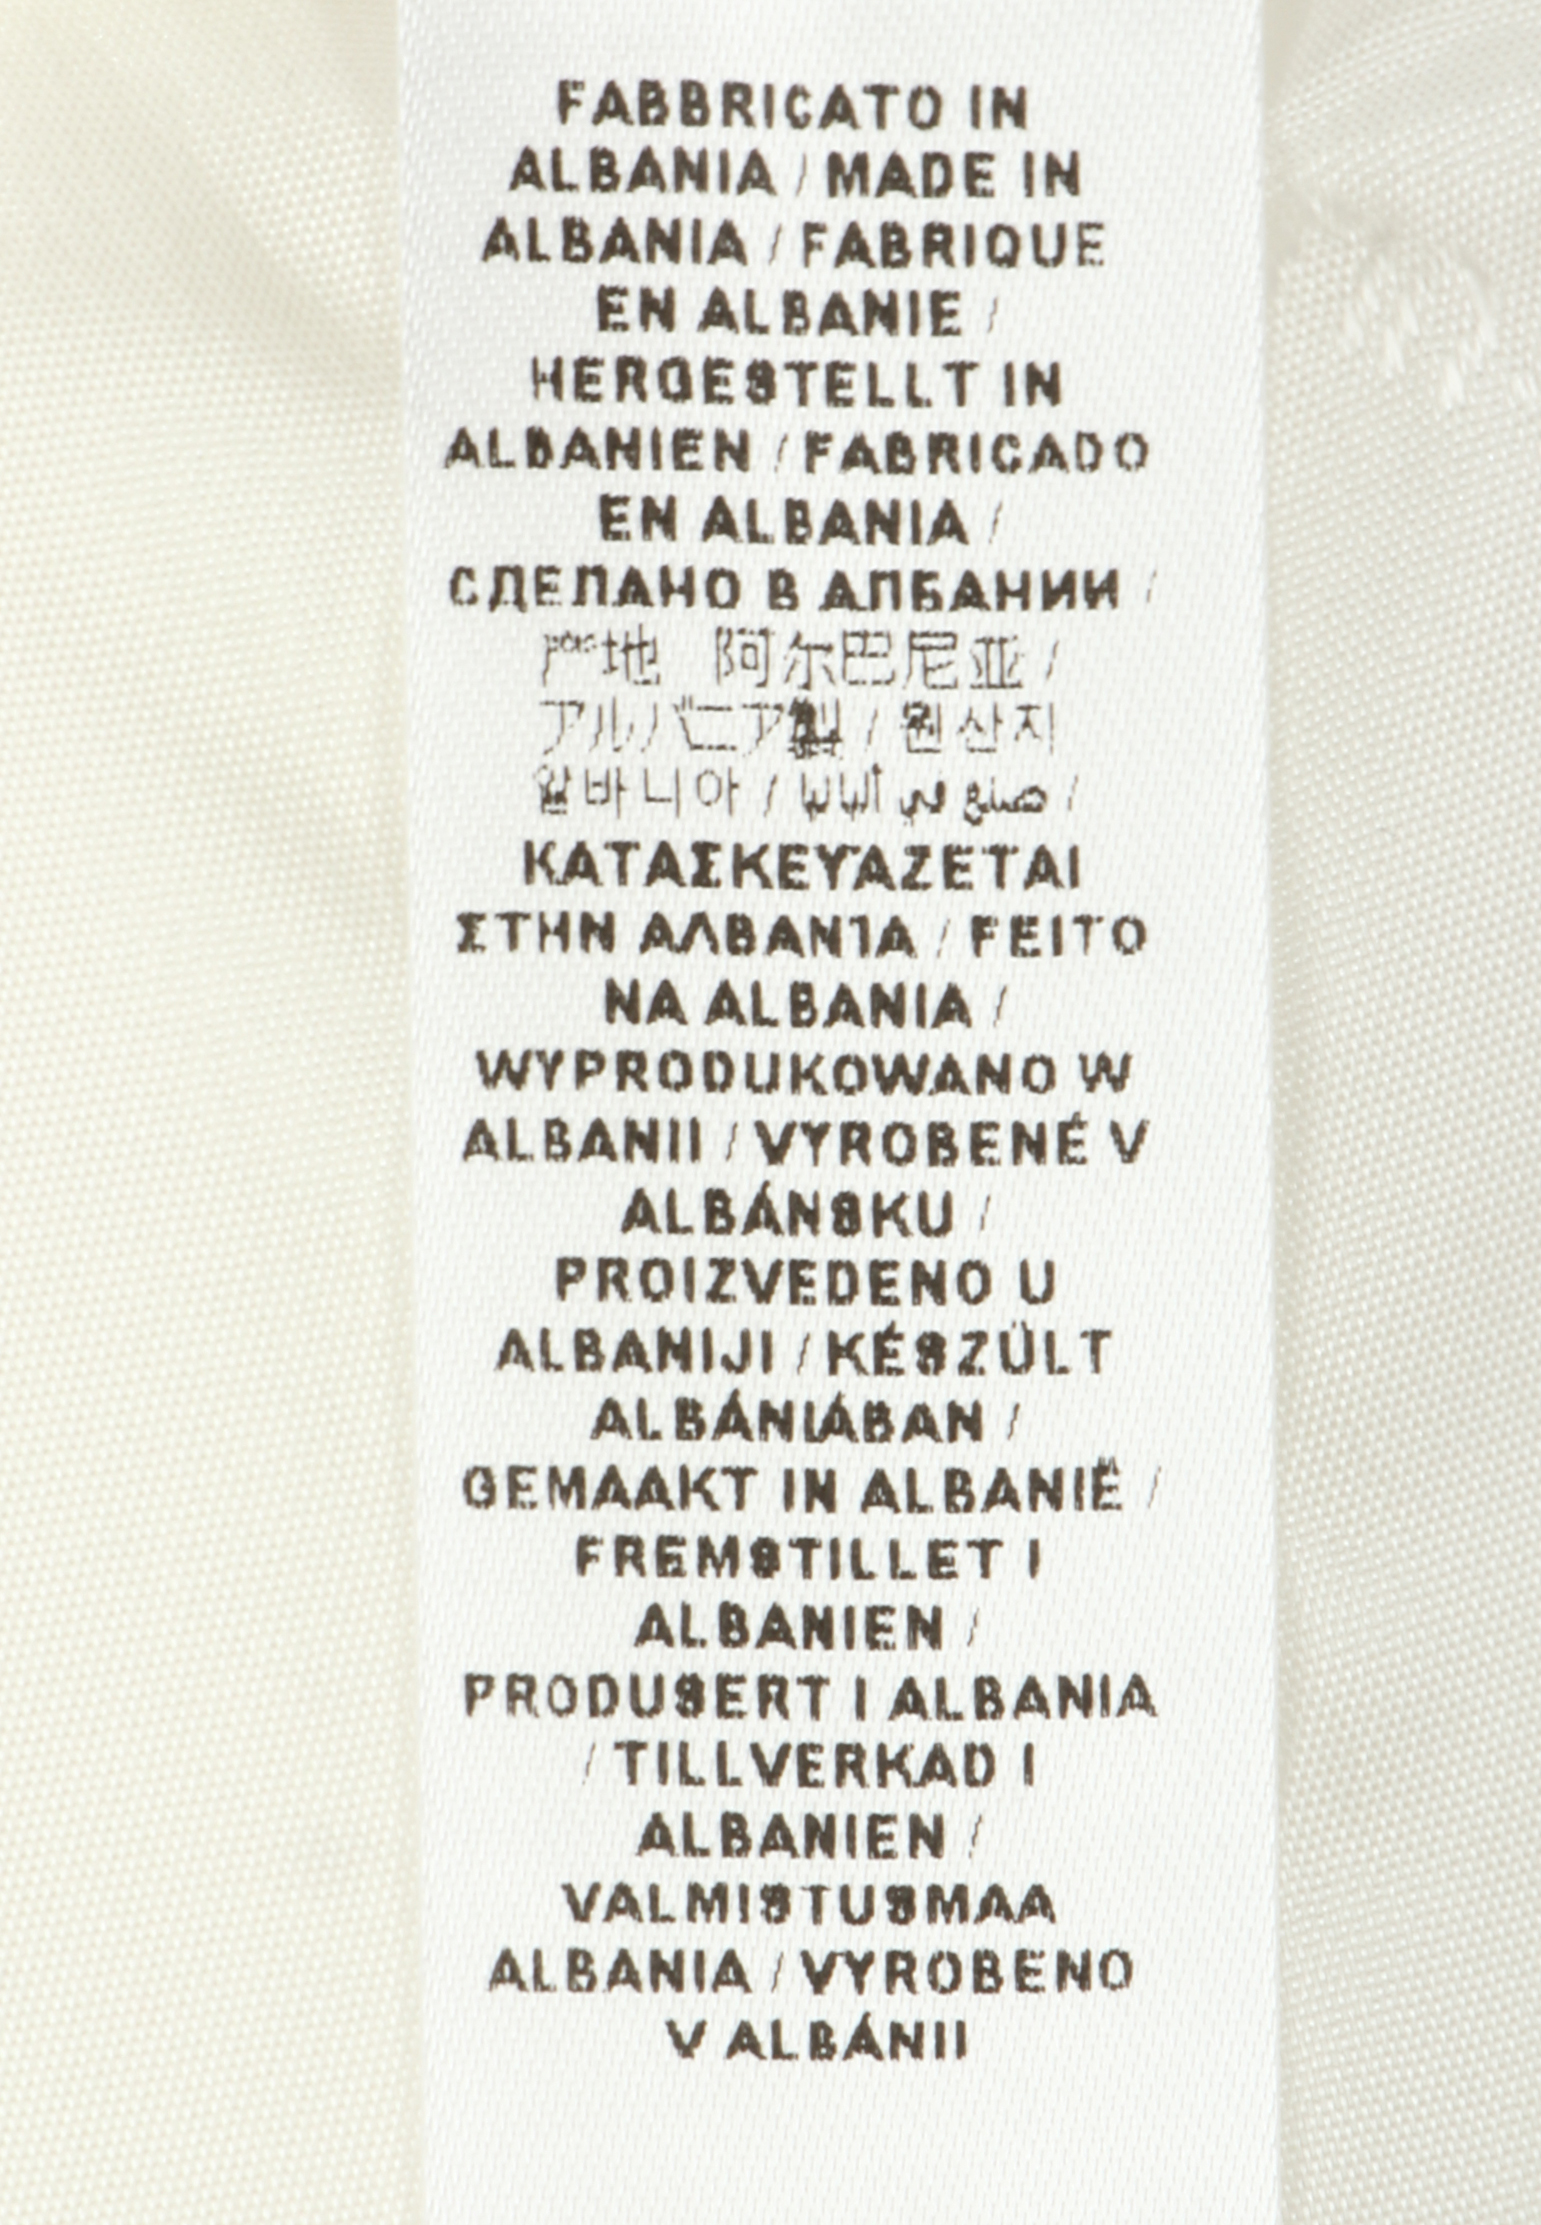 FABBRICATO IN
ALBANIA / MADE IN
ALBANIA / FABRIQUE
EN ALBANIE /
HERGESTELLT IN
ALBANIEN / FABRICADO
EN ALBANIA /
СДЕЛАНО В АЛБАНИИ /
产地 阿尔巴尼亚 /
アルバニア製 / 원산지
알바니아 / صنع في ألبانيا /
ΚΑΤΑΣΚΕΥΑΖΕΤΑΙ
ΣΤΗΝ ΑΛΒΑΝΊΑ / FEITO
NA ALBANIA /
WYPRODUKOWANO W
ALBANII / VYROBENÉ V
ALBÁNSKU /
PROIZVEDENO U
ALBANIJI / KÉSZÜLT
ALBÁNIÁBAN /
GEMAAKT IN ALBANIË /
FREMSTILLET I
ALBANIEN /
PRODUSERT I ALBANIA
/ TILLVERKAD I
ALBANIEN /
VALMISTUSMAA
ALBANIA / VYROBENO
V ALBÁNII